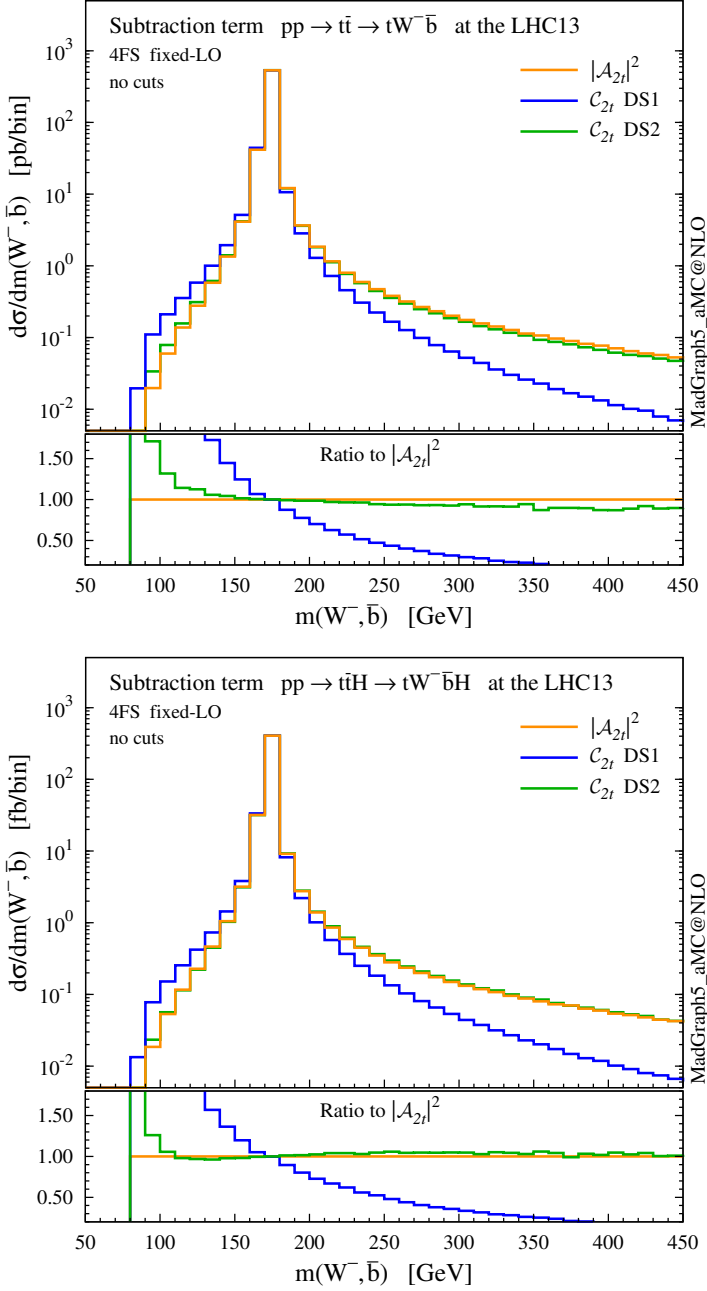 Subtraction term pp → tt̄ → tW⁻b̄ at the LHC13
4FS fixed-LO
no cuts
|𝒜₂ₜ|²
𝒞₂ₜ DS1
𝒞₂ₜ DS2
dσ/dm(W⁻,b̄) [pb/bin]
10³
10²
10¹
10⁰
10⁻¹
10⁻²
MadGraph5_aMC@NLO
Ratio to |𝒜₂ₜ|²
1.50
1.00
0.50
50 100 150 200 250 300 350 400 450
m(W⁻,b̄) [GeV]
Subtraction term pp → tt̄H → tW⁻b̄H at the LHC13
4FS fixed-LO
no cuts
|𝒜₂ₜ|²
𝒞₂ₜ DS1
𝒞₂ₜ DS2
dσ/dm(W⁻,b̄) [fb/bin]
10³
10²
10¹
10⁰
10⁻¹
10⁻²
MadGraph5_aMC@NLO
Ratio to |𝒜₂ₜ|²
1.50
1.00
0.50
50 100 150 200 250 300 350 400 450
m(W⁻,b̄) [GeV]